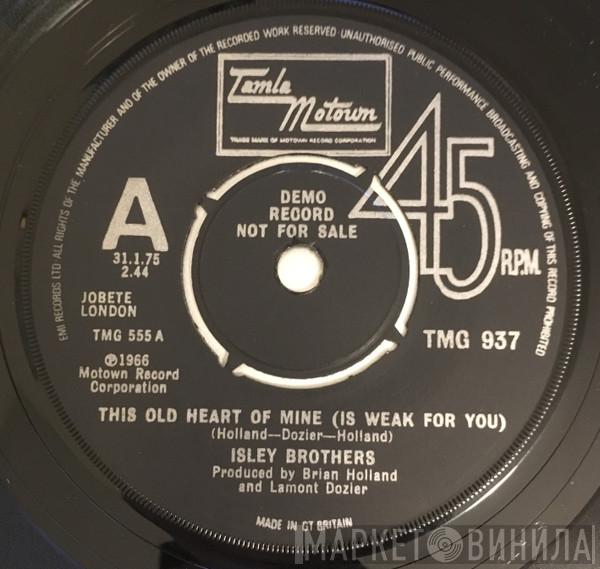 EMI RECORDS LTD ALL RIGHTS OF THE MANUFACTURER AND OF THE OWNER OF THE RECORDED WORK RESERVED · UNAUTHORISED PUBLIC PERFORMANCE BROADCASTING AND COPYING OF THIS RECORD PROHIBITED
Tamla
Motown
TRADE MARK OF MOTOWN RECORD CORPORATION
45
R.P.M.
A
31.1.75
2.44
DEMO
RECORD
NOT FOR SALE
JOBETE
LONDON
TMG 555 A
℗1966
Motown Record
Corporation
TMG 937
THIS OLD HEART OF MINE (IS WEAK FOR YOU)
(Holland—Dozier—Holland)
ISLEY BROTHERS
Produced by Brian Holland
and Lamont Dozier
MADE IN GT BRITAIN
МАРКЕТ ВИНИЛА